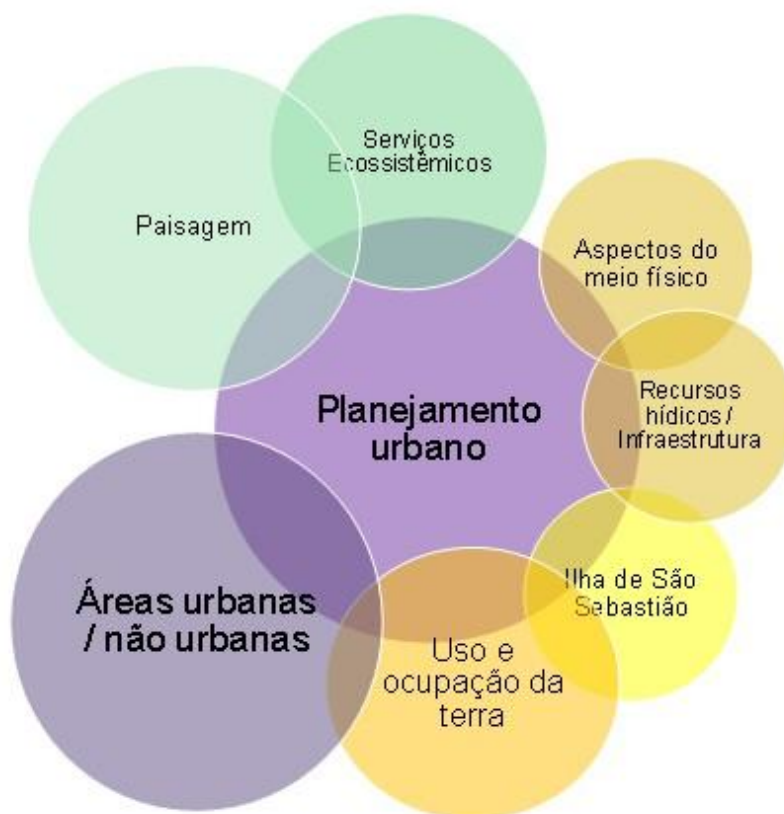 Serviços
Ecossistêmicos
Paisagem
Aspectos do
meio físico
Planejamento
urbano
Recursos
hídicos /
Infraestrutura
Ilha de São
Sebastião
Áreas urbanas
/ não urbanas
Uso e
ocupação da
terra